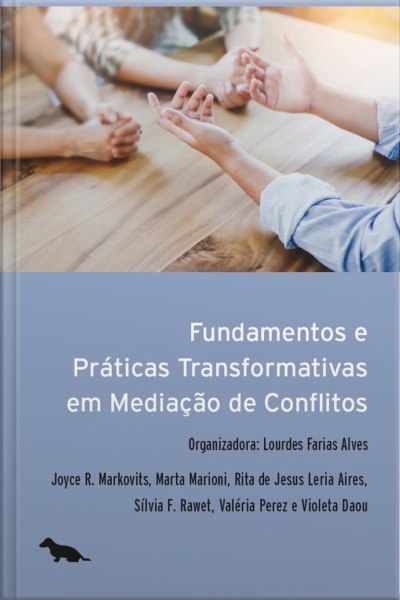 Fundamentos e
Práticas Transformativas
em Mediação de Conflitos
Organizadora: Lourdes Farias Alves
Joyce R. Markovits, Marta Marioni, Rita de Jesus Leria Aires,
Sílvia F. Rawet, Valéria Perez e Violeta Daou